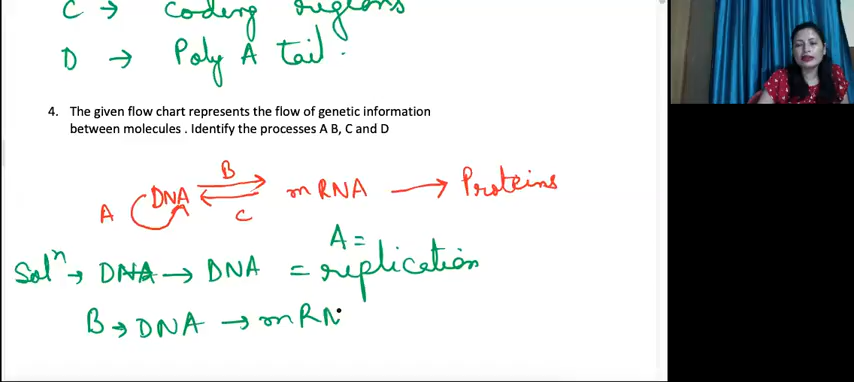 C → Coding regions
D → Poly A tail.
4. The given flow chart represents the flow of genetic information
between molecules . Identify the processes A B, C and D
B
A DNA mRNA → Proteins
C
A =
Solⁿ → DNA → DNA = replication
B → DNA → mRN